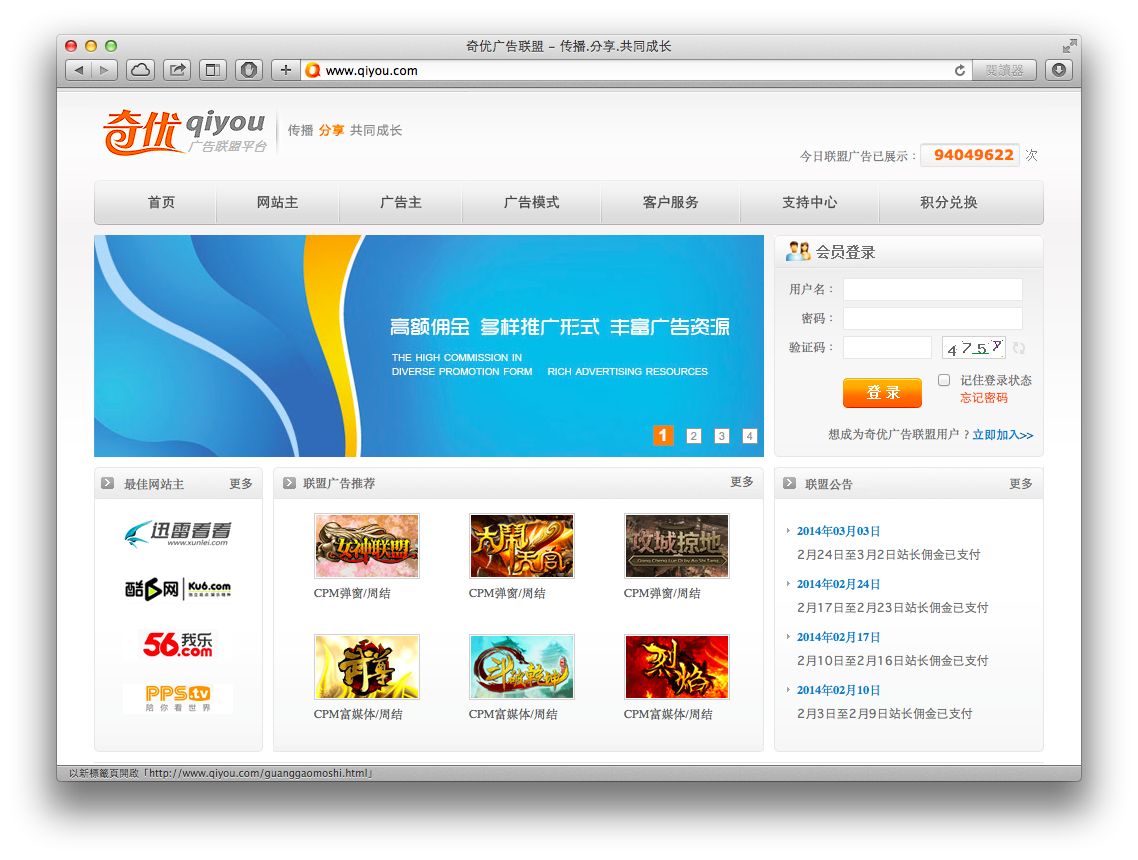 奇优广告联盟 – 传播.分享.共同成长
www.qiyou.com
閱讀器
奇优 qiyou
广告联盟平台
传播 分享 共同成长
今日联盟广告已展示：94049622 次
首页 网站主 广告主 广告模式 客户服务 支持中心 积分兑换
高额佣金 多样推广形式 丰富广告资源
THE HIGH COMMISSION IN
DIVERSE PROMOTION FORM RICH ADVERTISING RESOURCES
1 2 3 4
会员登录
用户名：
密码：
验证码： 4757
登 录
记住登录状态
忘记密码
想成为奇优广告联盟用户？立即加入>>
最佳网站主 更多
迅雷看看
www.xunlei.com
酷6网 Ku6.com
56我乐
.com
PPStv
陪你看世界
联盟广告推荐 更多
女神联盟
大闹天宫
攻城掠地
CPM弹窗/周结
CPM弹窗/周结
CPM弹窗/周结
武尊
斗破乾坤
烈焰
CPM富媒体/周结
CPM富媒体/周结
CPM富媒体/周结
联盟公告 更多
2014年03月03日
2月24日至3月2日站长佣金已支付
2014年02月24日
2月17日至2月23日站长佣金已支付
2014年02月17日
2月10日至2月16日站长佣金已支付
2014年02月10日
2月3日至2月9日站长佣金已支付
以新標籤頁開啟「http://www.qiyou.com/guanggaomoshi.html」